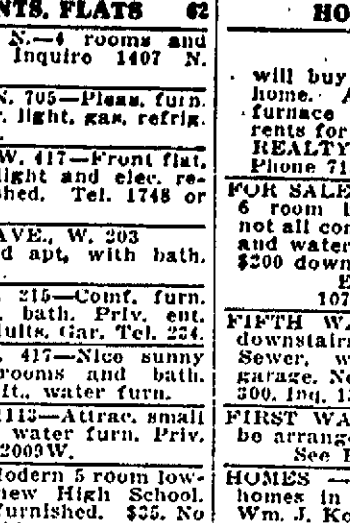 NTS, FLATS 62
N.—4 rooms and
Inquire 1407 N.
N. 705—Pleas. furn.
. light, gas, refrig.
W. 417—Front flat,
light and elec. re-
shed. Tel. 1748 or
AVE., W. 203
d apt, with bath.
. 215—Comf. furn.
. bath. Priv. ent.
ults. Gar. Tel. 234.
. 417—Nice sunny
rooms and bath.
lt., water furn.
1113—Attrac. small
water furn. Priv.
2009W.
odern 5 room low-
new High School.
furnished. $35. No
HO
will buy
home. A
furnace
rents for
REALTY
Phone 71
FOR SALE
6 room
not all con
and water
$200 down
E
107
FIFTH WA
downstairs
Sewer, w
garage. Ne
300. Inq. 1
FIRST WA
be arrange
See
HOMES —
homes in
Wm. J. Ko